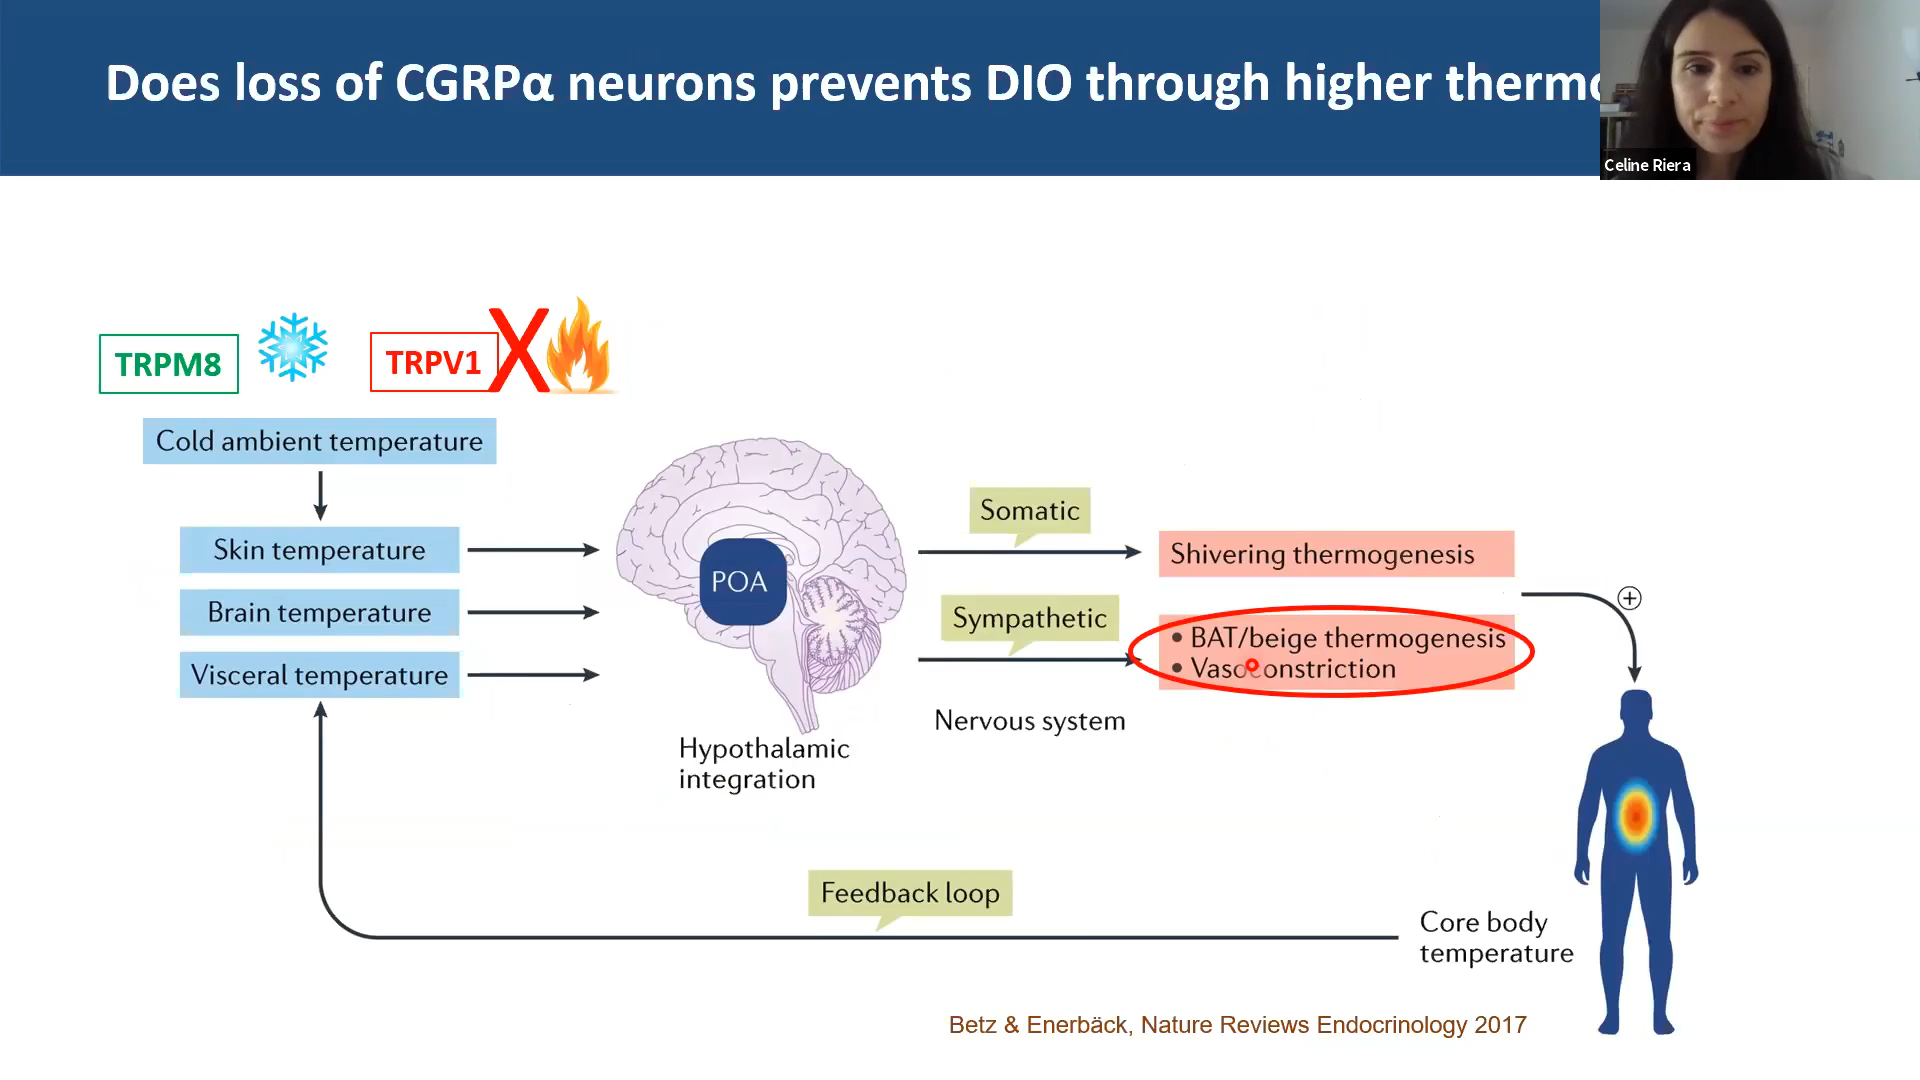 Does loss of CGRPα neurons prevents DIO through higher thermo
Celine Riera
TRPM8
TRPV1
X
Cold ambient temperature
Skin temperature
Brain temperature
Visceral temperature
POA
Hypothalamic
integration
Somatic
Sympathetic
Nervous system
Shivering thermogenesis
• BAT/beige thermogenesis
• Vasoconstriction
+
Feedback loop
Core body
temperature
Betz & Enerbäck, Nature Reviews Endocrinology 2017